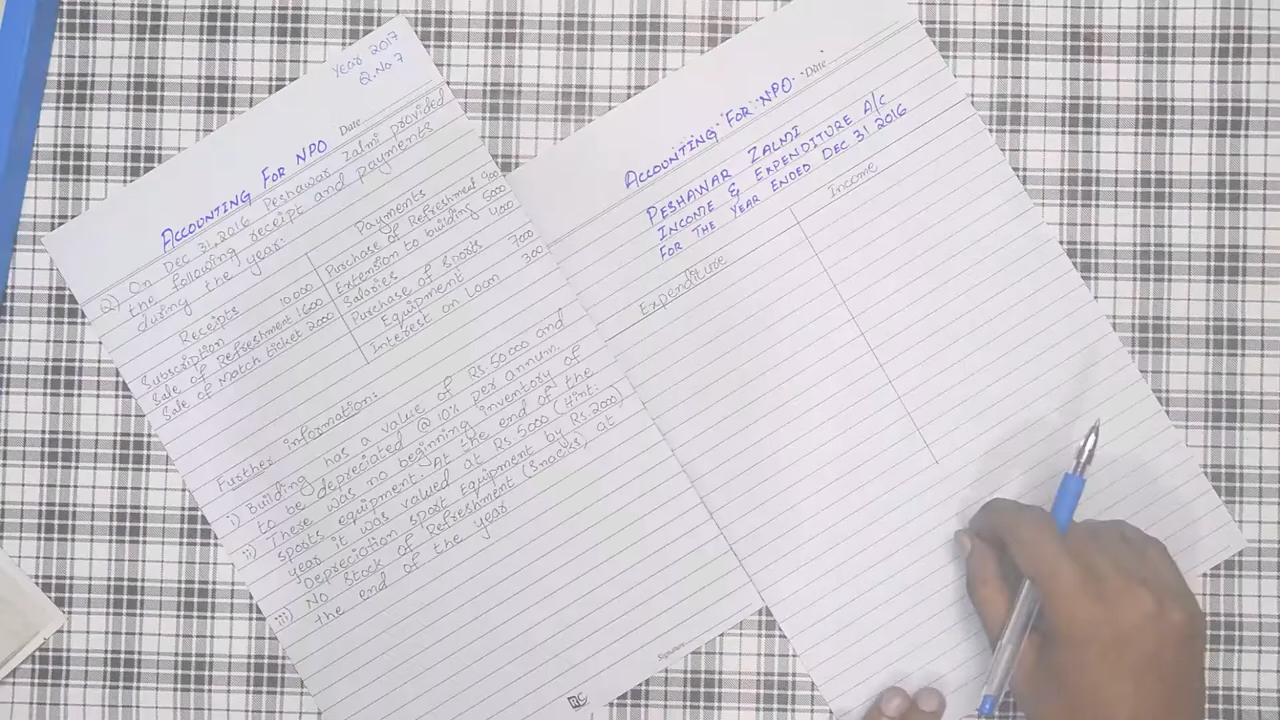 Year 2017
Q.No 7
Date
ACCOUNTING FOR NPO
Q) On Dec 31, 2016 Peshawar Zalmi provided
the following receipt and payments
during the year:
Receipts
Subscription 10000
Sale of Refreshment 1600
Sale of Match ticket 2000
Payments
Purchase of Refreshment 900
Extension to building 5000
Salaries 400
Purchase of Sports
Equipment 7000
Interest on Loan 300
Further information:
i) Building has a value of Rs.50000 and
to be depreciated @ 10% per annum.
ii) There was no beginning inventory of
sports equipment. At the end of the
year it was valued at Rs 5000 (Hint:
Depreciation sport Equipment by Rs.2000)
iii) No Stock of Refreshment (Snacks) at
the end of the year
Signature
Date
ACCOUNTING FOR NPO
PESHAWAR ZALMI
INCOME & EXPENDITURE A/C
FOR THE YEAR ENDED DEC 31 2016
Expenditure
Income